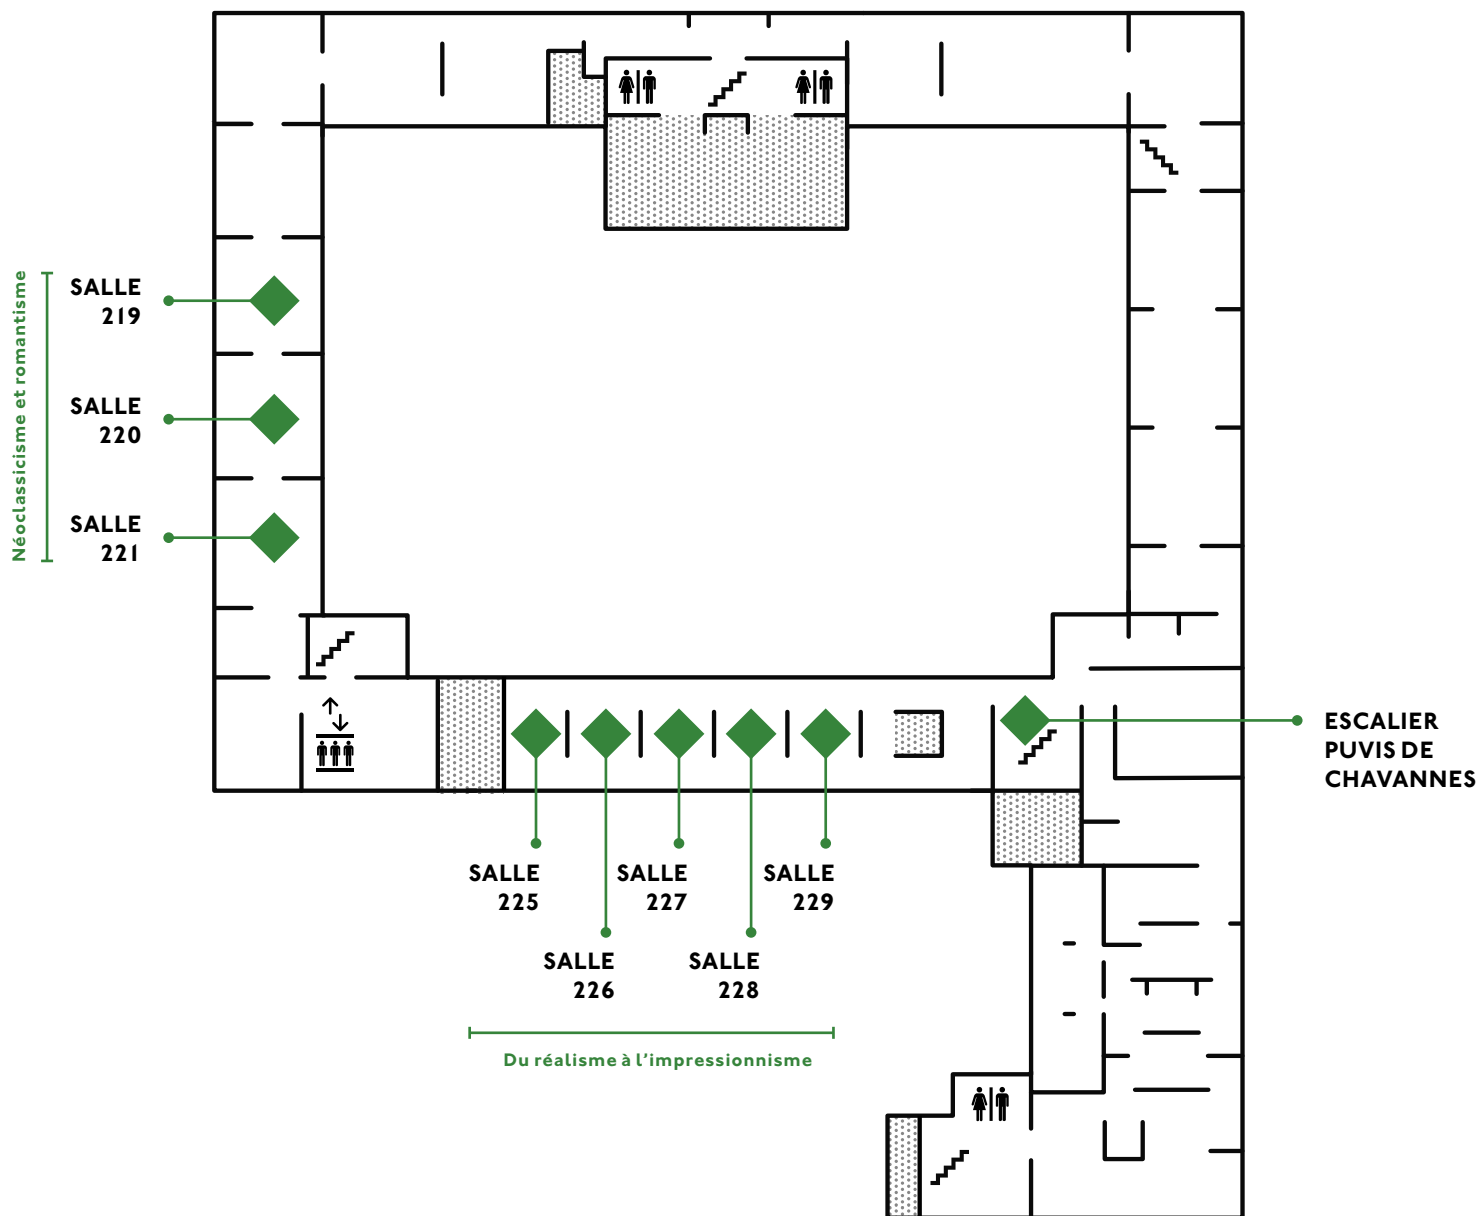 Néoclassicisme et romantisme
SALLE
219
SALLE
220
SALLE
221
ESCALIER
PUVIS DE
CHAVANNES
SALLE
225
SALLE
227
SALLE
229
SALLE
226
SALLE
228
Du réalisme à l’impressionnisme